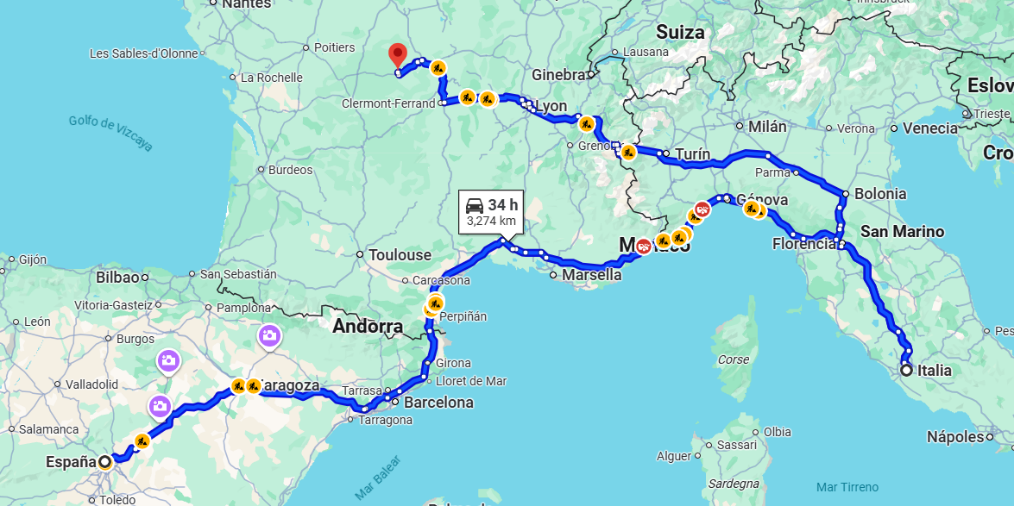 Nantes
Innsbruck
Suiza
Les Sables-d'Olonne
Poitiers
Lausana
La Rochelle
Ginebra
Eslov
Clermont-Ferrand
Lyon
Trieste
Golfo de Vizcaya
Milán
Verona
Venecia
Greno
Turín
Cro
Burdeos
Parma
Bolonia
34 h
3,274 km
Génova
San Marino
Florencia
Gijón
Toulouse
Marsella
Bilbao
San Sebastián
Carcasona
Vitoria-Gasteiz
Pamplona
León
Perpiñán
Andorra
Pes
Burgos
Corse
Girona
Italia
Valladolid
Zaragoza
Lloret de Mar
Tarrasa
Barcelona
Salamanca
Tarragona
Olbia
Nápoles
Sassari
Alguer
España
Mar Balear
Sardegna
Mar Tirreno
Toledo